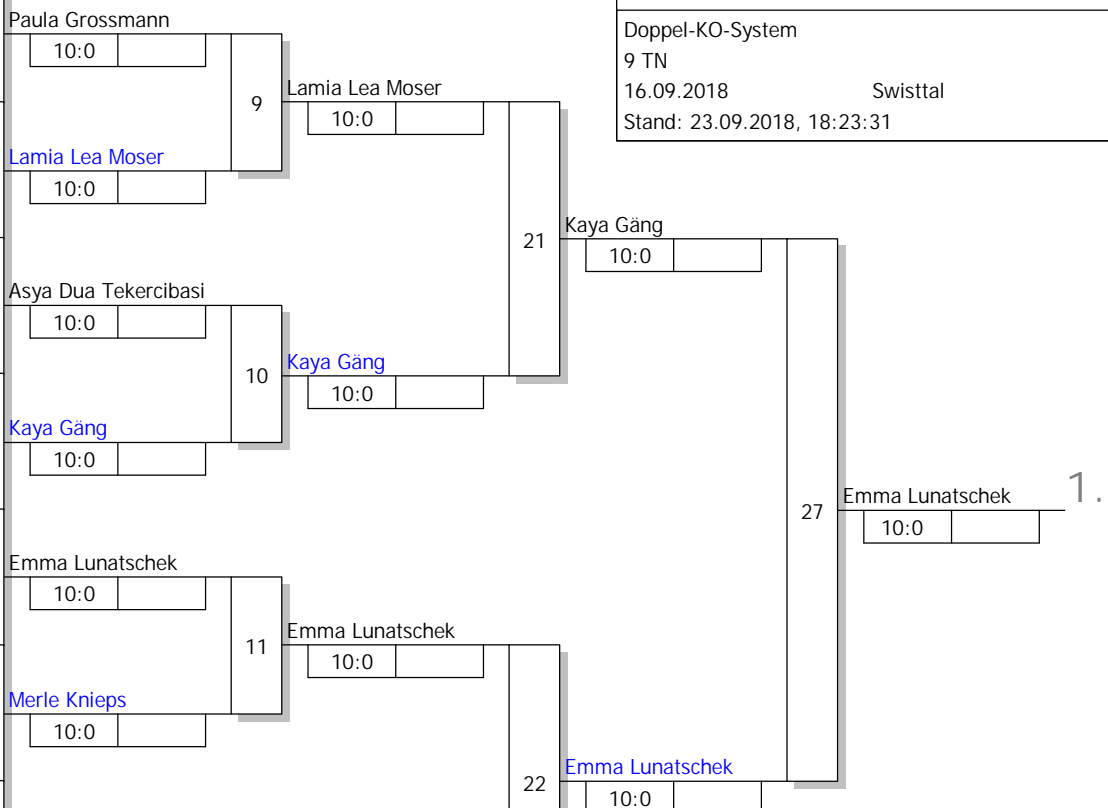 Paula Grossmann
10:0
9
Lamia Lea Moser
10:0
Lamia Lea Moser
10:0
Doppel-KO-System
9 TN
16.09.2018 Swisttal
Stand: 23.09.2018, 18:23:31
21
Kaya Gäng
10:0
Asya Dua Tekercibasi
10:0
10
Kaya Gäng
10:0
Kaya Gäng
10:0
27
Emma Lunatschek
1.
10:0
Emma Lunatschek
10:0
11
Emma Lunatschek
10:0
Merle Knieps
10:0
22
Emma Lunatschek
10:0